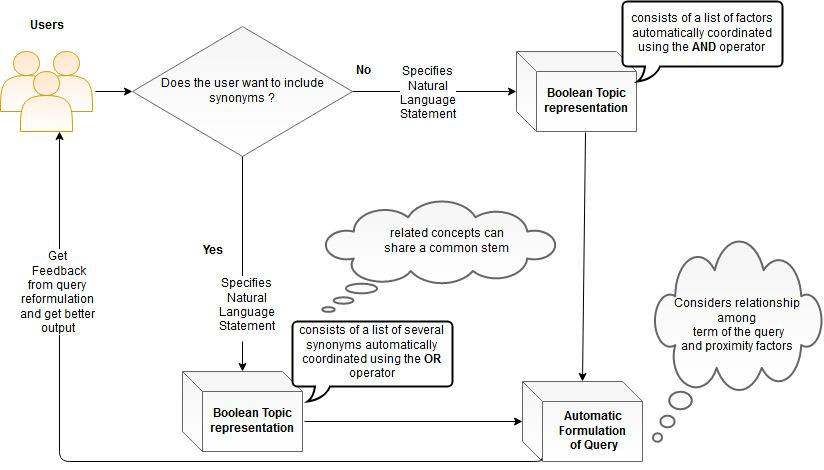 Users
Does the user want to include
synonyms ?
No
Specifies
Natural
Language
Statement
Boolean Topic
representation
consists of a list of factors
automatically coordinated
using the AND operator
Yes
Specifies
Natural
Language
Statement
related concepts can
share a common stem
consists of a list of several
synonyms automatically
coordinated using the OR
operator
Boolean Topic
representation
Automatic
Formulation
of Query
Considers relationship
among
term of the query
and proximity factors
Get
Feedback
from query
reformulation
and get better
output